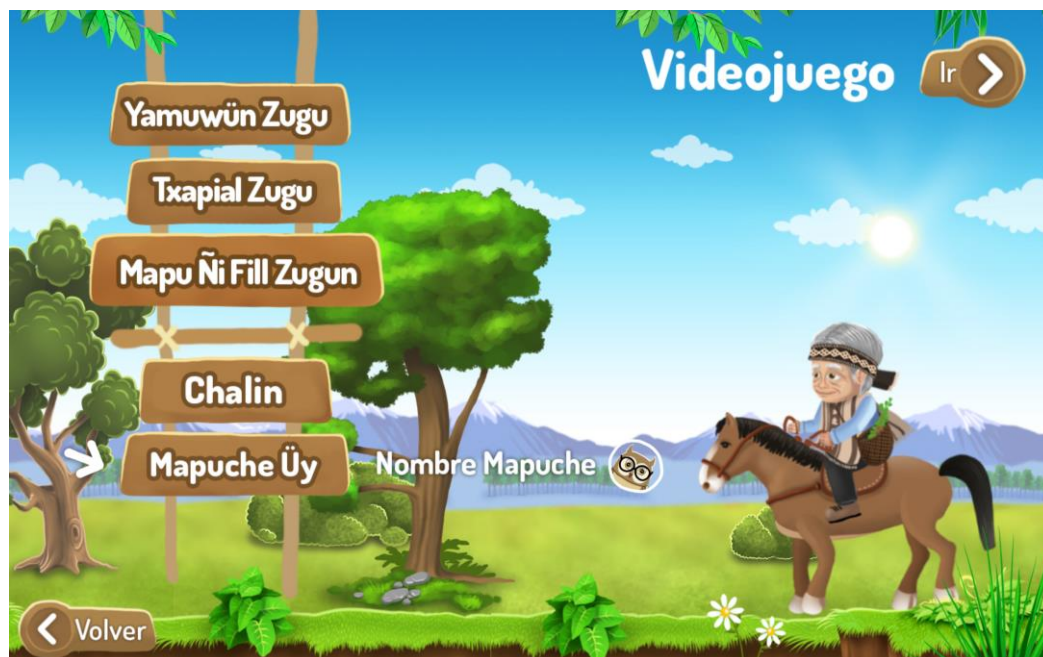 Videojuego
Ir
Yamuwün Zugu
Txapial Zugu
Mapu Ñi Fill Zugun
Chalin
Mapuche Üy
Nombre Mapuche
Volver